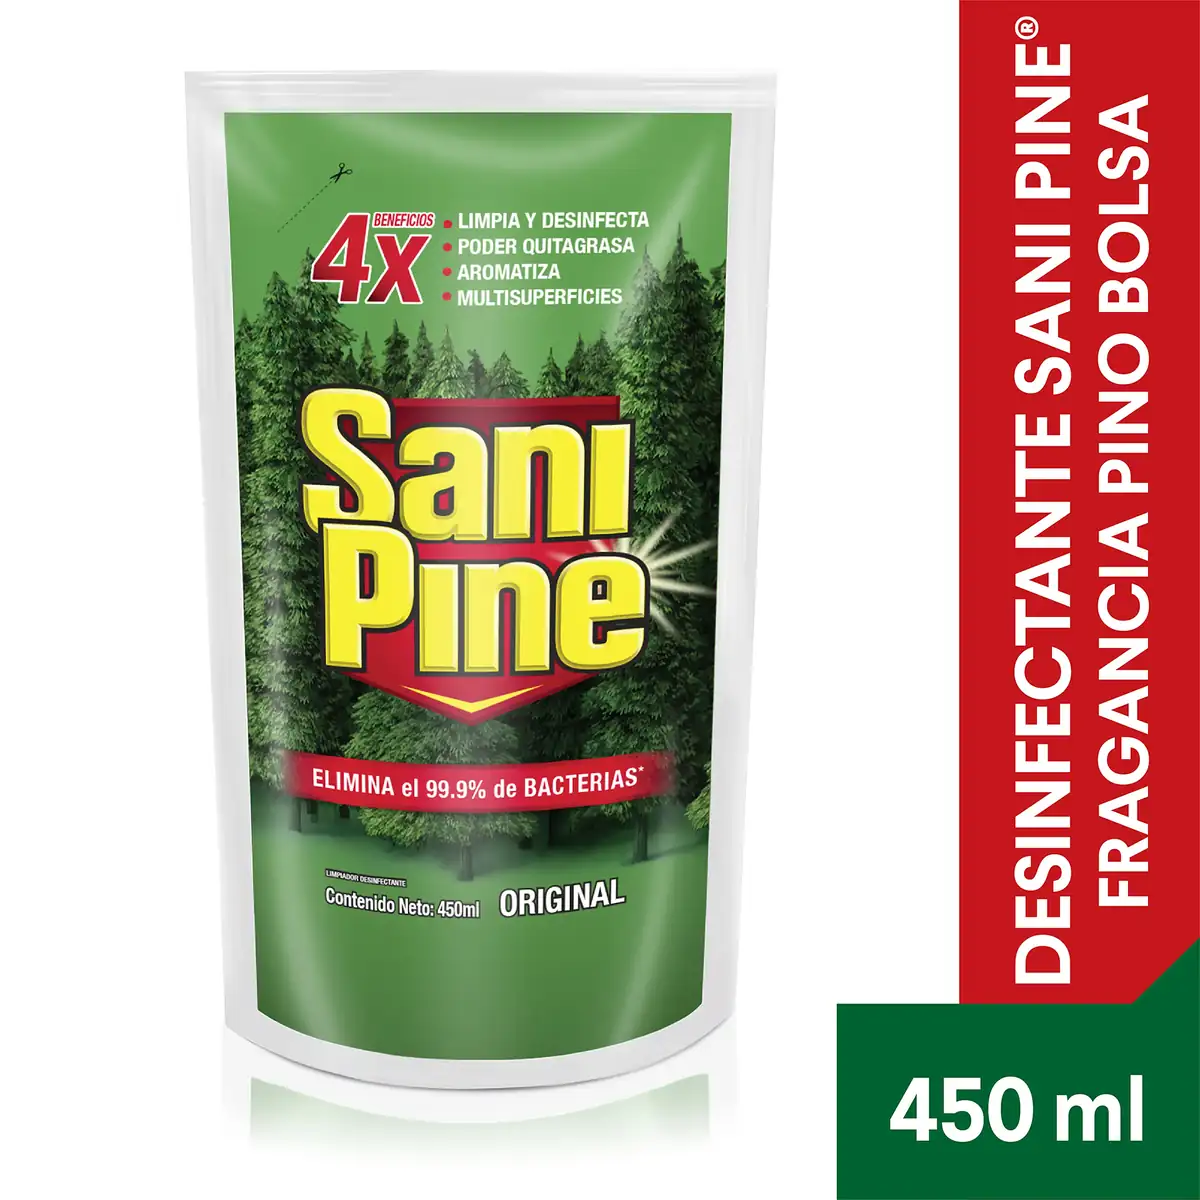 BENEFICIOS
4X
• LIMPIA Y DESINFECTA
• PODER QUITAGRASA
• AROMATIZA
• MULTISUPERFICIES
Sani
Pine
ELIMINA el 99.9% de BACTERIAS*
LIMPIADOR DESINFECTANTE
Contenido Neto: 450ml
ORIGINAL
DESINFECTANTE SANI PINE®
FRAGANCIA PINO BOLSA
450 ml